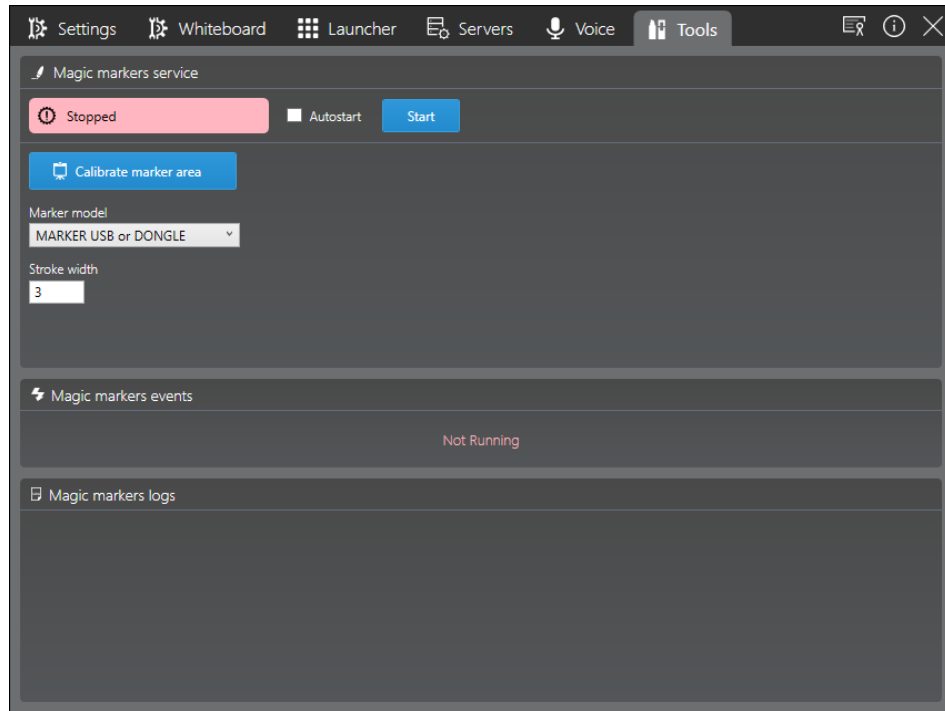 Settings Whiteboard Launcher Servers Voice Tools
Magic markers service
Stopped Autostart Start
Calibrate marker area
Marker model
MARKER USB or DONGLE
Stroke width
3
Magic markers events
Not Running
Magic markers logs